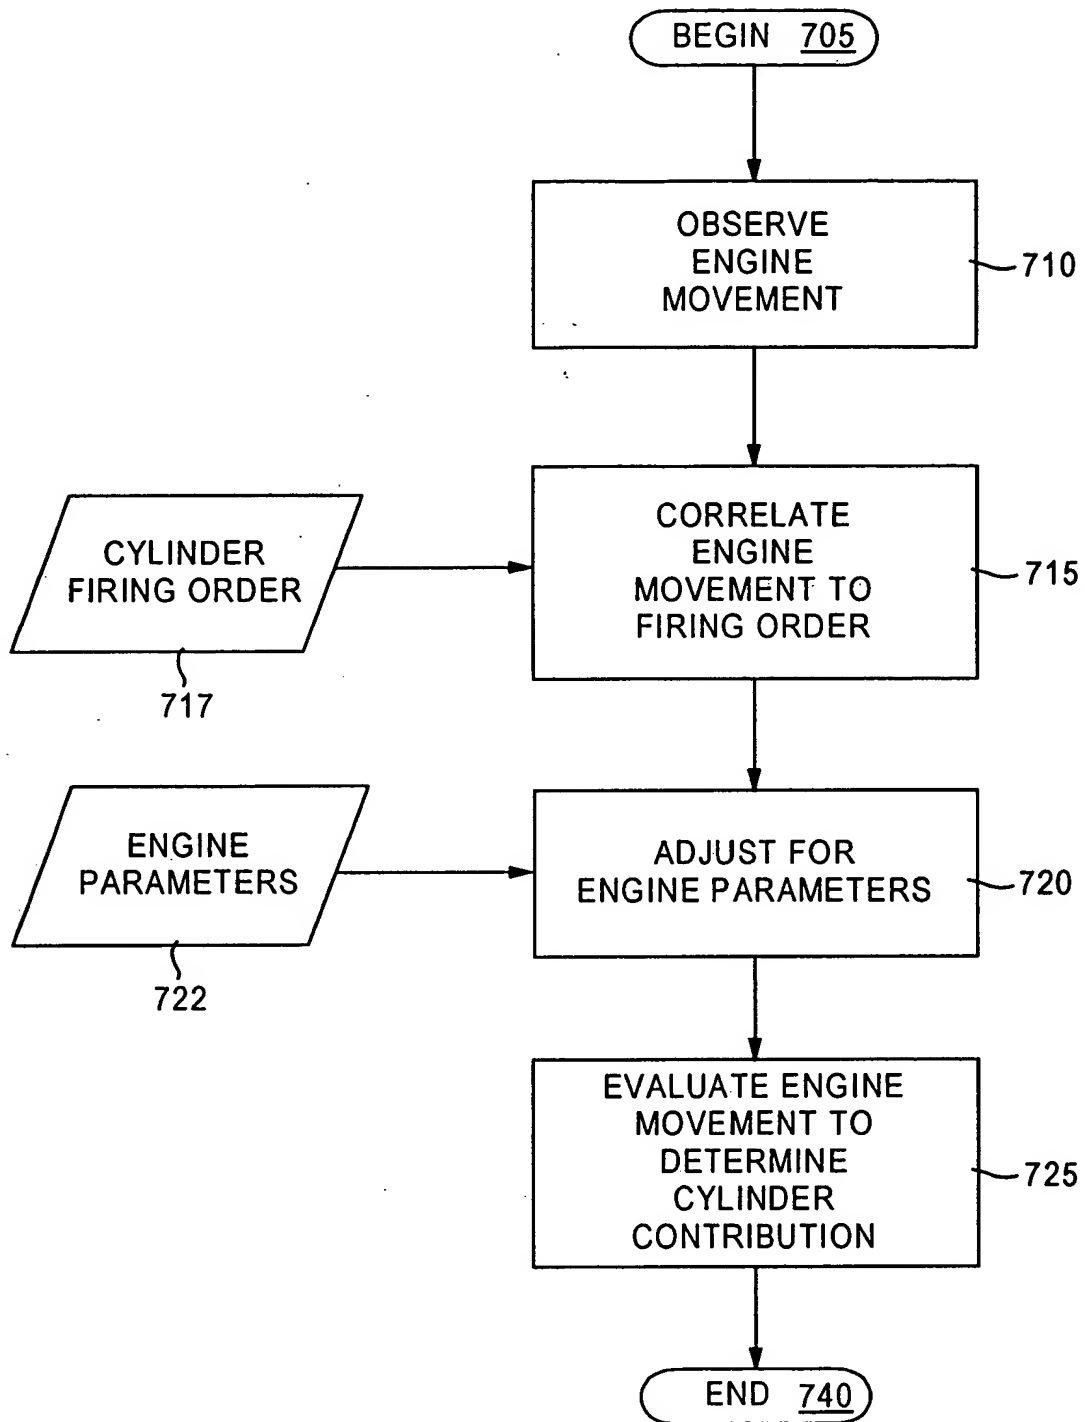 BEGIN 705
OBSERVE
ENGINE
MOVEMENT
710
CORRELATE
ENGINE
MOVEMENT TO
FIRING ORDER
715
CYLINDER
FIRING ORDER
717
ADJUST FOR
ENGINE PARAMETERS
720
ENGINE
PARAMETERS
722
EVALUATE ENGINE
MOVEMENT TO
DETERMINE
CYLINDER
CONTRIBUTION
725
END 740